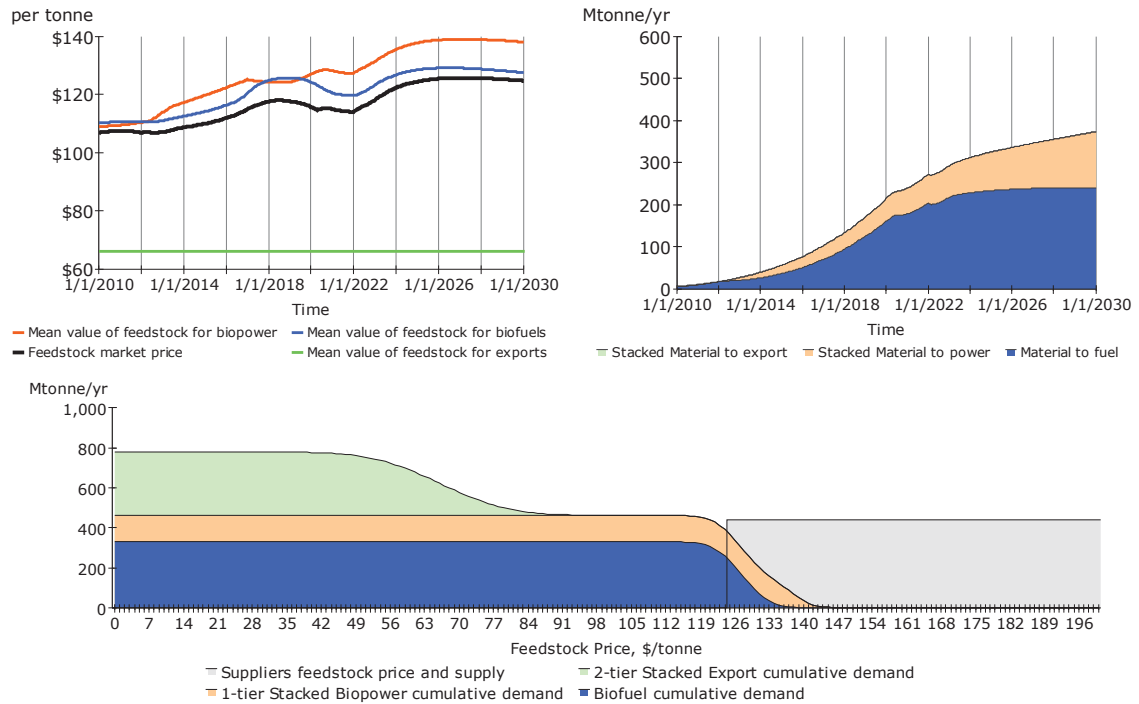 per tonne
$140
$120
$100
$80
$60
1/1/2010 1/1/2014 1/1/2018 1/1/2022 1/1/2026 1/1/2030
Time
Mean value of feedstock for biopower Mean value of feedstock for biofuels
Feedstock market price Mean value of feedstock for exports
Mtonne/yr
600
500
400
300
200
100
0
1/1/2010 1/1/2014 1/1/2018 1/1/2022 1/1/2026 1/1/2030
Time
Stacked Material to export Stacked Material to power Material to fuel
Mtonne/yr
1,000
800
600
400
200
0
0 7 14 21 28 35 42 49 56 63 70 77 84 91 98 105 112 119 126 133 140 147 154 161 168 175 182 189 196
Feedstock Price, $/tonne
Suppliers feedstock price and supply 2-tier Stacked Export cumulative demand
1-tier Stacked Biopower cumulative demand Biofuel cumulative demand